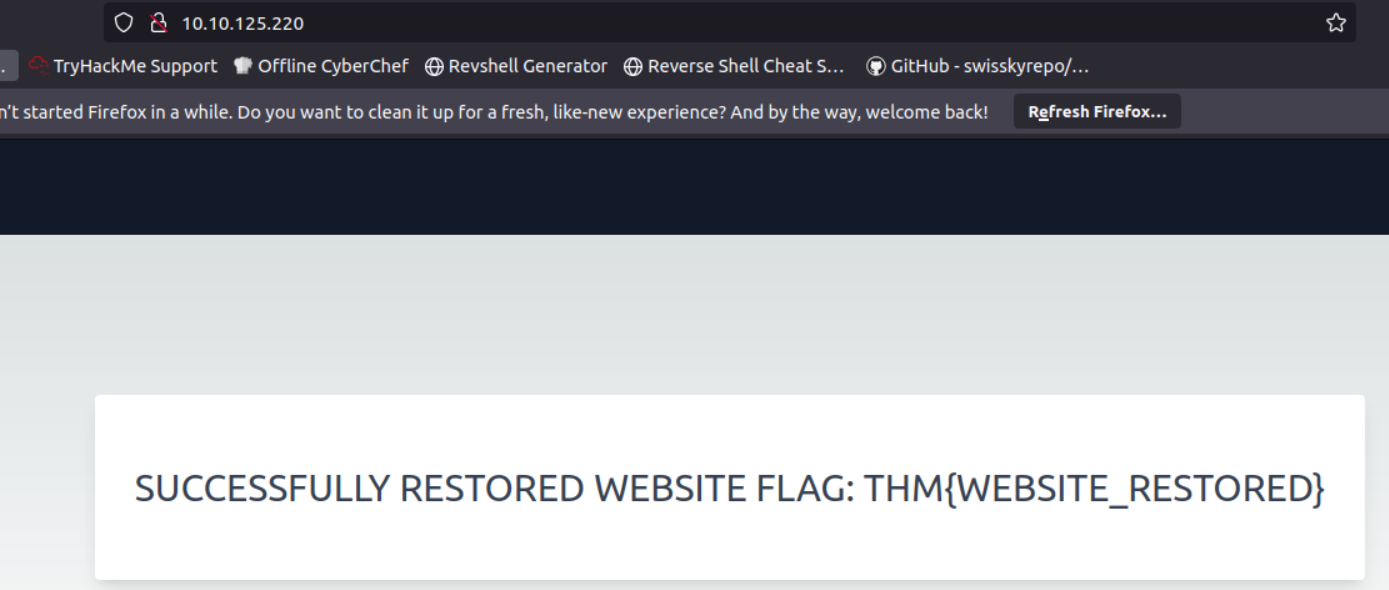 10.10.125.220
. TryHackMe Support Offline CyberChef Revshell Generator Reverse Shell Cheat S... GitHub - swisskyrepo/...
n't started Firefox in a while. Do you want to clean it up for a fresh, like-new experience? And by the way, welcome back! Refresh Firefox...
SUCCESSFULLY RESTORED WEBSITE FLAG: THM{WEBSITE_RESTORED}